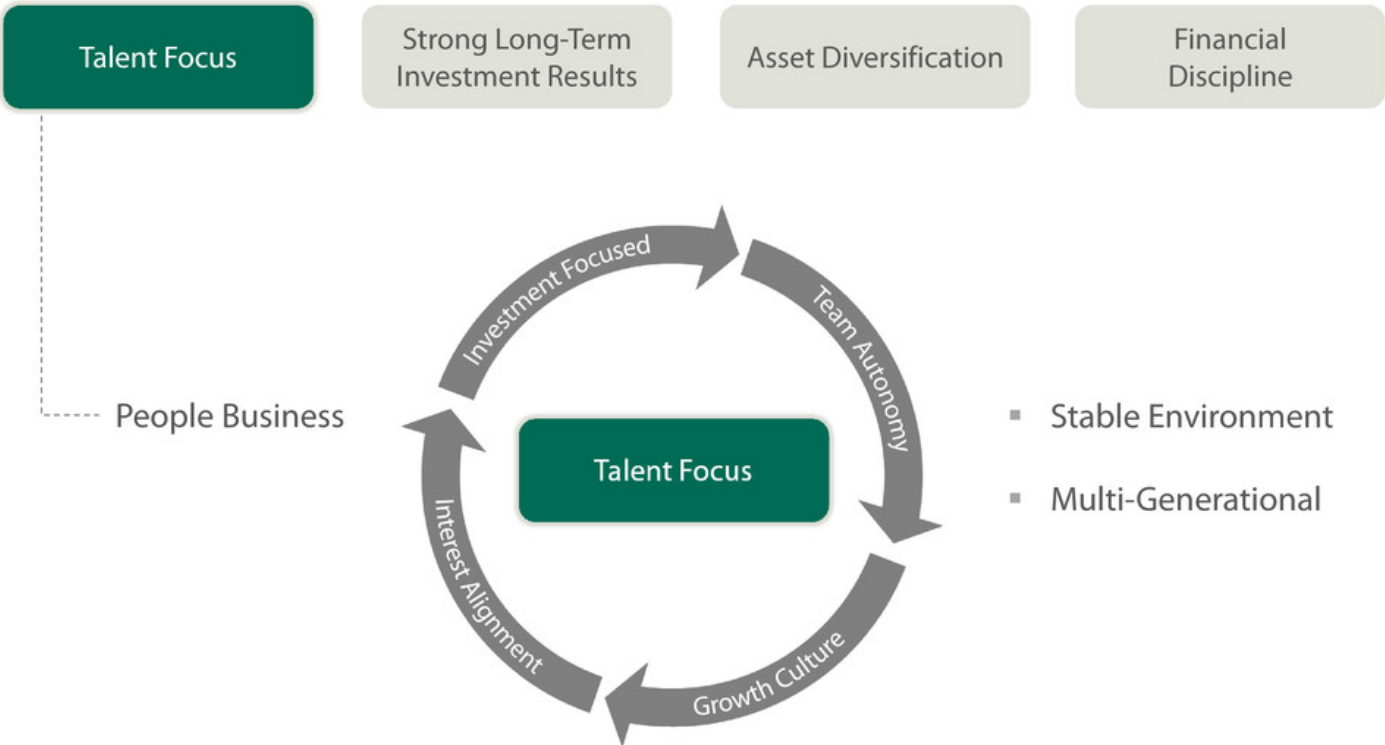 Talent Focus
Strong Long-Term
Investment Results
Asset Diversification
Financial
Discipline
Investment Focused
Team Autonomy
Growth Culture
Interest Alignment
People Business
Talent Focus
▪ Stable Environment
▪ Multi-Generational